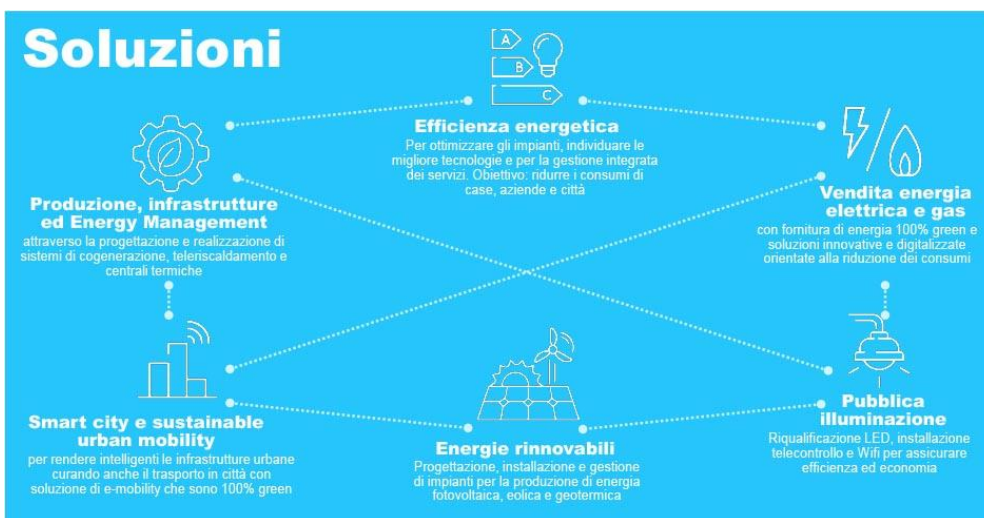 Soluzioni
A
B
C
Efficienza energetica
Per ottimizzare gli impianti, individuare le
migliore tecnologie e per la gestione integrata
dei servizi. Obiettivo: ridurre i consumi di
case, aziende e città
Produzione, infrastrutture
ed Energy Management
attraverso la progettazione e realizzazione di
sistemi di cogenerazione, teleriscaldamento e
centrali termiche
Vendita energia
elettrica e gas
con fornitura di energia 100% green e
soluzioni innovative e digitalizzate
orientate alla riduzione dei consumi
Smart city e sustainable
urban mobility
per rendere intelligenti le infrastrutture urbane
curando anche il trasporto in città con
soluzione di e-mobility che sono 100% green
Energie rinnovabili
Progettazione, installazione e gestione
di impianti per la produzione di energia
fotovoltaica, eolica e geotermica
Pubblica
illuminazione
Riqualificazione LED, installazione
telecontrollo e Wifi per assicurare
efficienza ed economia